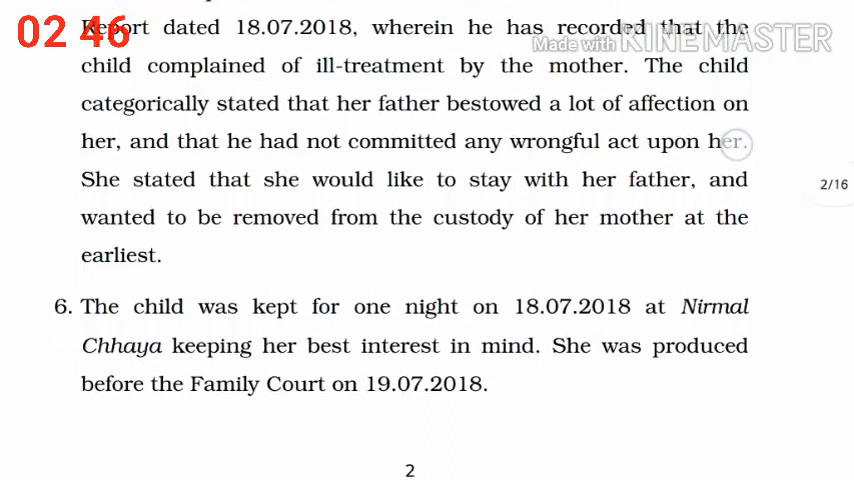 Report dated 18.07.2018, wherein he has recorded that the
02 46
Made with KINEMASTER
child complained of ill-treatment by the mother. The child
categorically stated that her father bestowed a lot of affection on
her, and that he had not committed any wrongful act upon her.
She stated that she would like to stay with her father, and
2/16
wanted to be removed from the custody of her mother at the
earliest.
6. The child was kept for one night on 18.07.2018 at Nirmal
Chhaya keeping her best interest in mind. She was produced
before the Family Court on 19.07.2018.
2